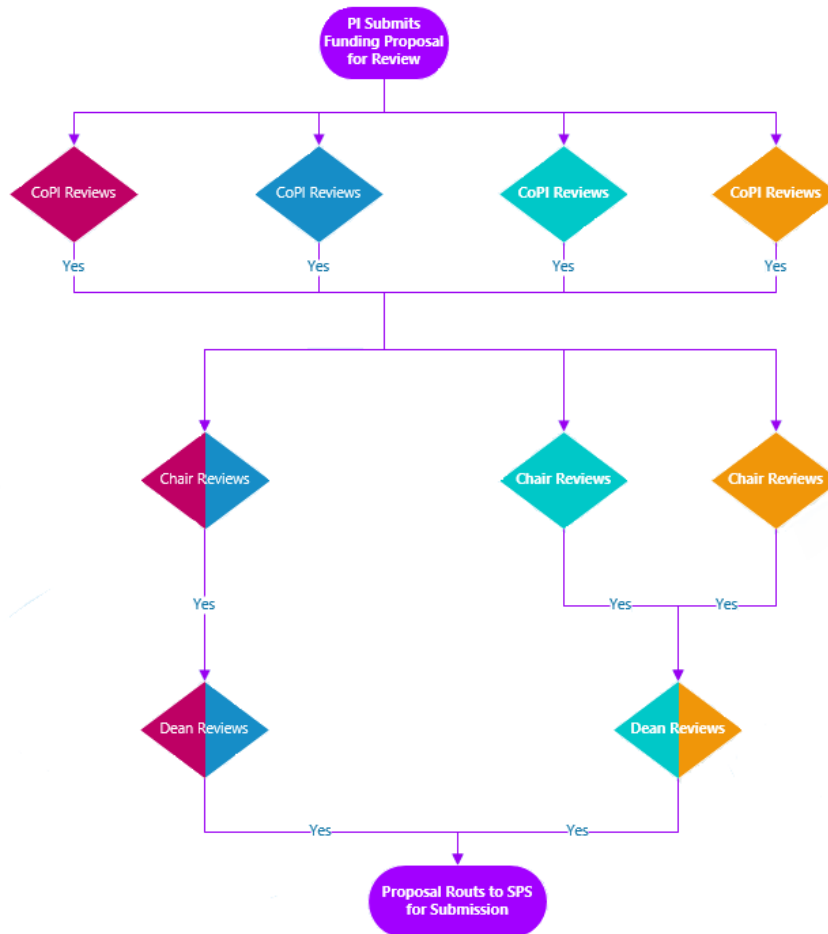 PI Submits
Funding Proposal
for Review
CoPI Reviews
CoPI Reviews
CoPI Reviews
CoPI Reviews
Yes
Yes
Yes
Yes
Chair Reviews
Chair Reviews
Chair Reviews
Yes
Yes
Yes
Dean Reviews
Dean Reviews
Yes
Yes
Proposal Routs to SPS
for Submission